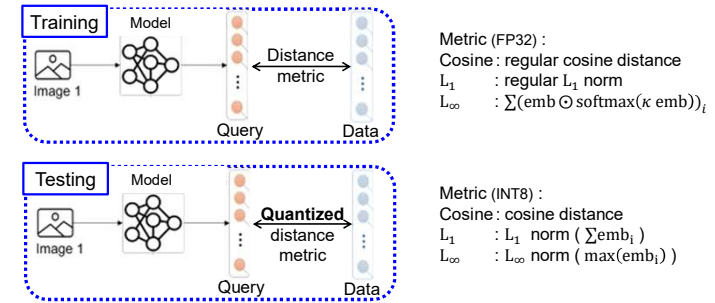 Training
Model
Image 1
Distance
metric
Query
Data
Metric (FP32) :
Cosine : regular cosine distance
L₁ : regular L₁ norm
L∞ : ∑(emb ⊙ softmax(κ emb))ᵢ
Testing
Model
Image 1
Quantized
distance
metric
Query
Data
Metric (INT8) :
Cosine : cosine distance
L₁ : L₁ norm ( ∑embᵢ )
L∞ : L∞ norm ( max(embᵢ) )